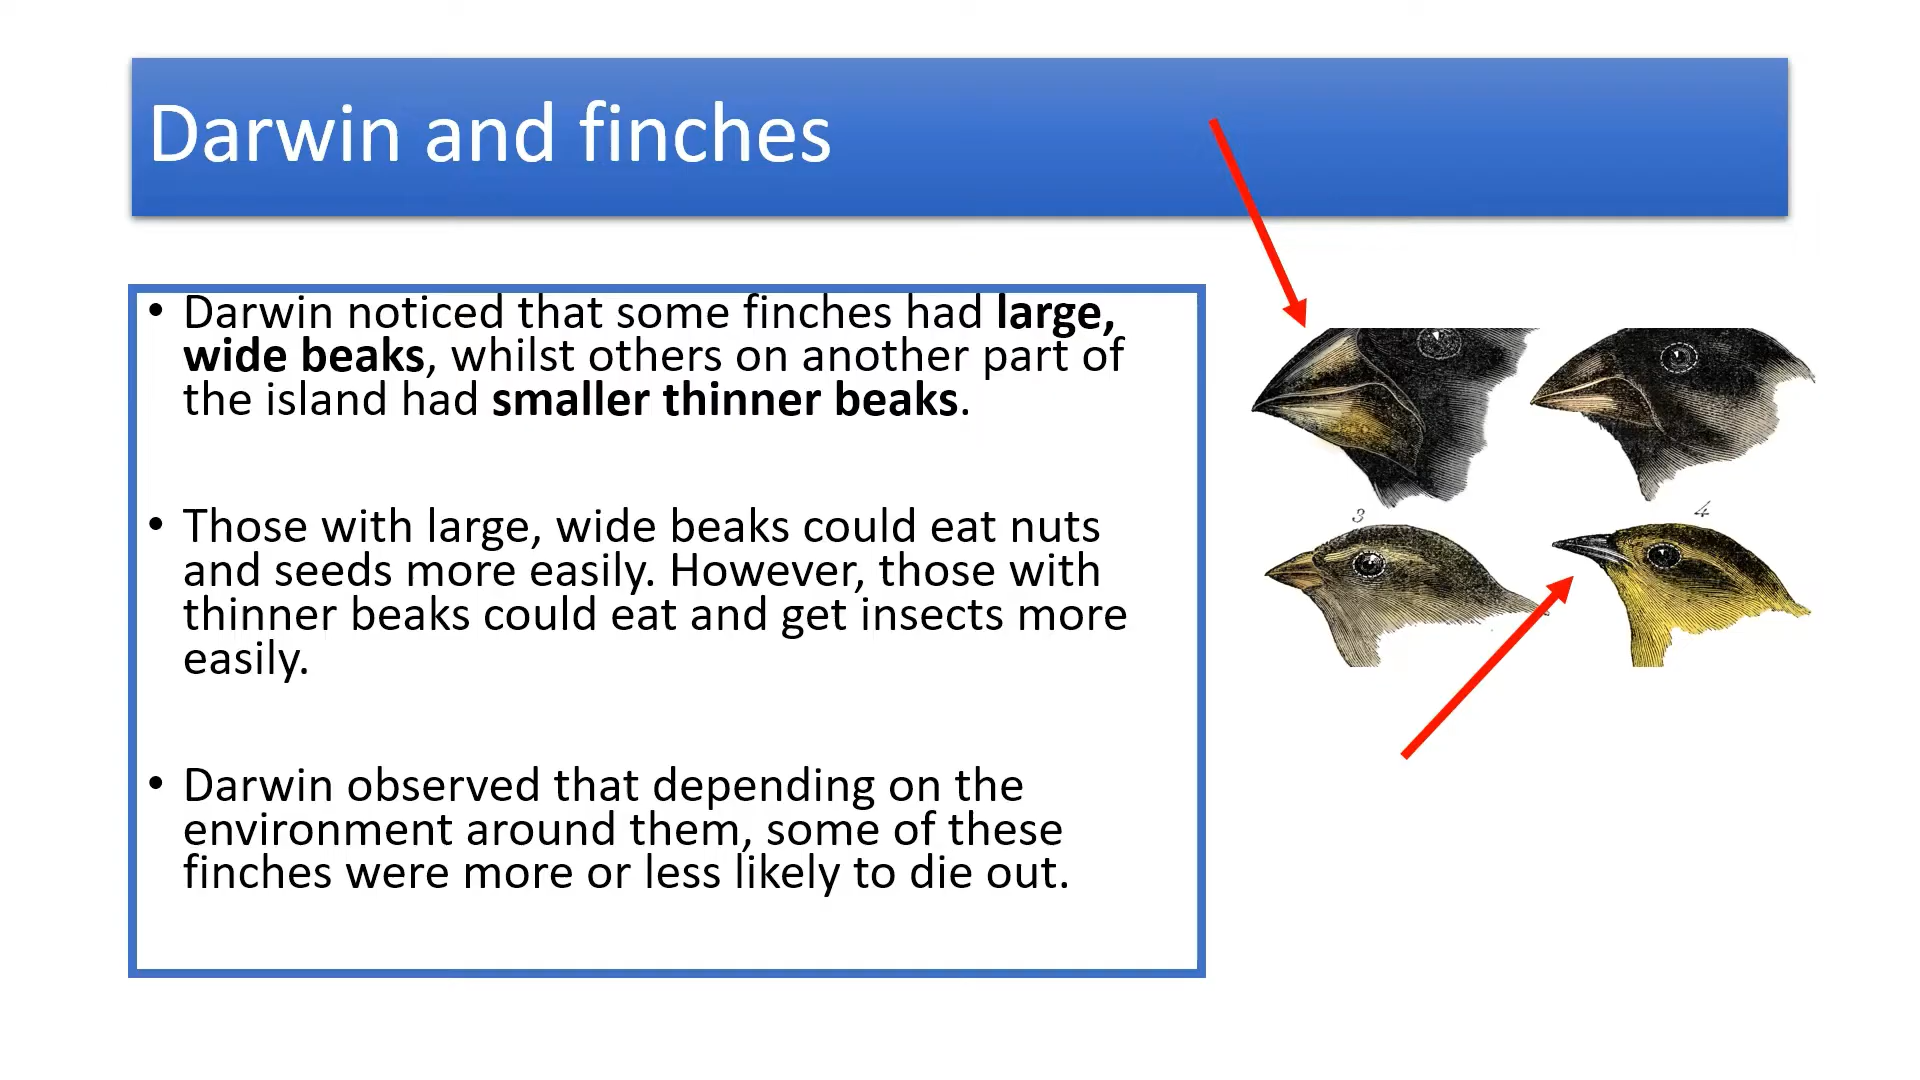 Darwin and finches
• Darwin noticed that some finches had large,
wide beaks, whilst others on another part of
the island had smaller thinner beaks.
• Those with large, wide beaks could eat nuts
and seeds more easily. However, those with
thinner beaks could eat and get insects more
easily.
• Darwin observed that depending on the
environment around them, some of these
finches were more or less likely to die out.
3
4